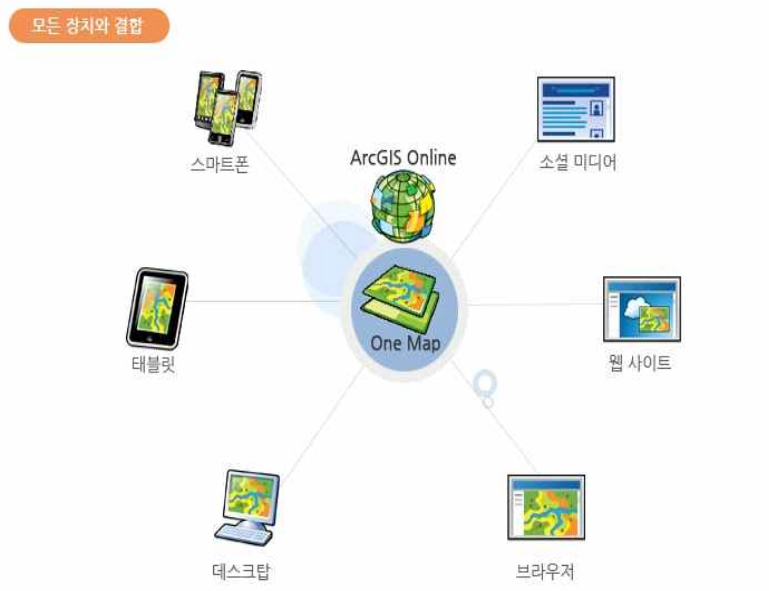 모든 장치와 결합
스마트폰
ArcGIS Online
소셜 미디어
One Map
태블릿
웹 사이트
데스크탑
브라우저